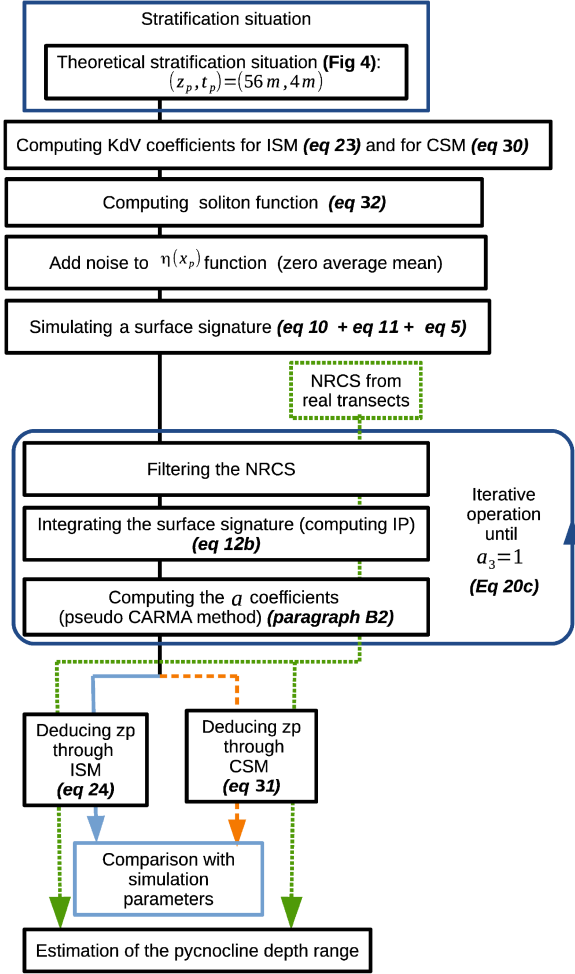 Stratification situation
Theoretical stratification situation (Fig 4):
(z_p, t_p)=(56 m, 4 m)
Computing KdV coefficients for ISM (eq 23) and for CSM (eq 30)
Computing soliton function (eq 32)
Add noise to η(x_p) function (zero average mean)
Simulating a surface signature (eq 10 + eq 11 + eq 5)
NRCS from
real transects
Filtering the NRCS
Integrating the surface signature (computing IP)
(eq 12b)
Computing the a coefficients
(pseudo CARMA method) (paragraph B2)
Iterative
operation
until
a_3=1
(Eq 20c)
Deducing zp
through
ISM
(eq 24)
Deducing zp
through
CSM
(eq 31)
Comparison with
simulation
parameters
Estimation of the pycnocline depth range